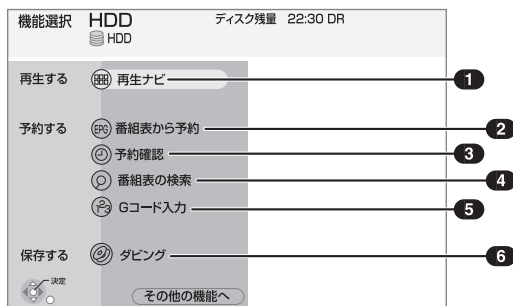 機能選択 HDD ディスク残量 22:30 DR
HDD
再生する 再生ナビ 1
予約する EPG 番組表から予約 2
予約確認 3
番組表の検索 4
123 Gコード入力 5
保存する ダビング 6
決定
その他の機能へ